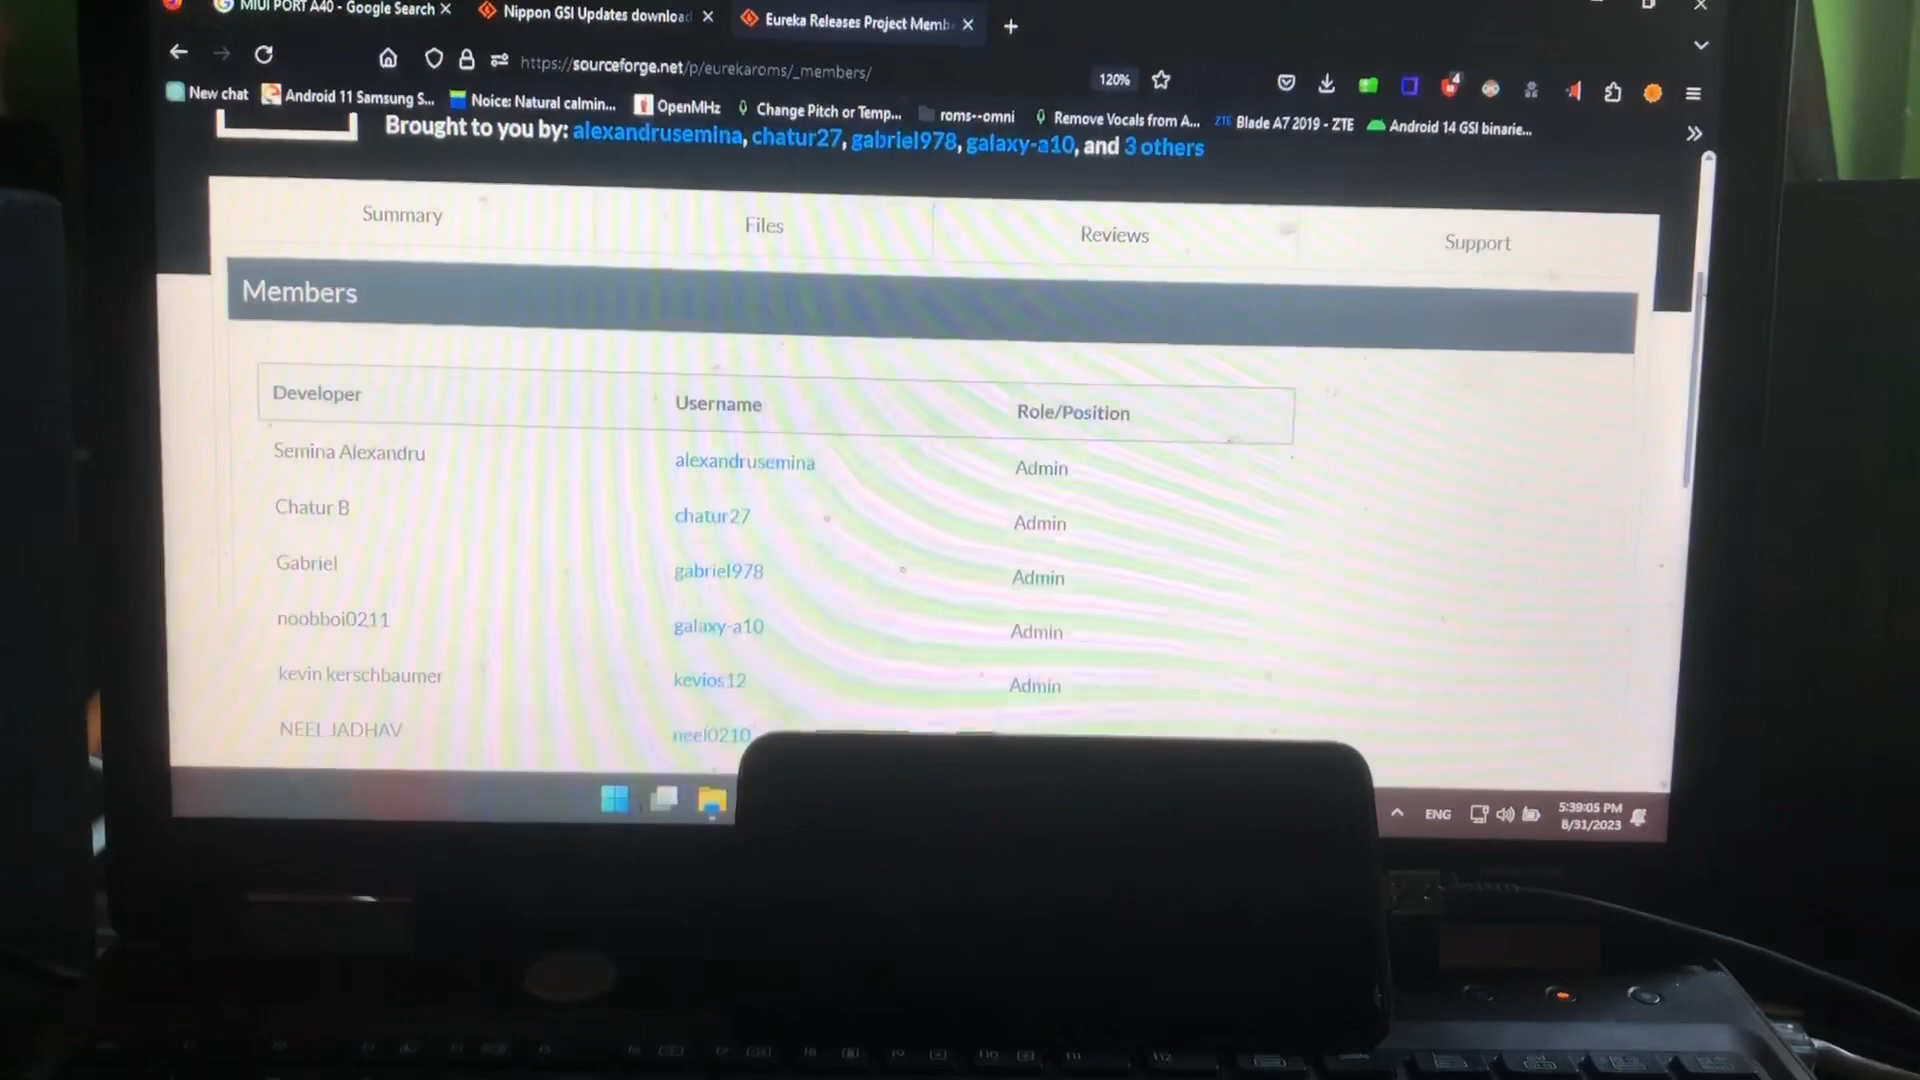 MIUI PORT A40 - Google Search
Nippon GSI Updates downloa
Eureka Releases Project Memb
https://sourceforge.net/p/eurekaroms/_members/
120%
4
New chat
Android 11 Samsung S...
Noice: Natural calmin...
OpenMHz
Change Pitch or Temp...
roms--omni
Remove Vocals from A...
ZTE Blade A7 2019 - ZTE
Android 14 GSI binarie...
Brought to you by: alexandrusemina, chatur27, gabriel978, galaxy-a10, and 3 others
Summary Files Reviews Support
Members
Developer Username Role/Position
Semina Alexandru alexandrusemina Admin
Chatur B chatur27 Admin
Gabriel gabriel978 Admin
noobboi0211 galaxy-a10 Admin
kevin kerschbaumer kevios12 Admin
NEEL JADHAV neel0210
ENG
5:39:05 PM
8/31/2023